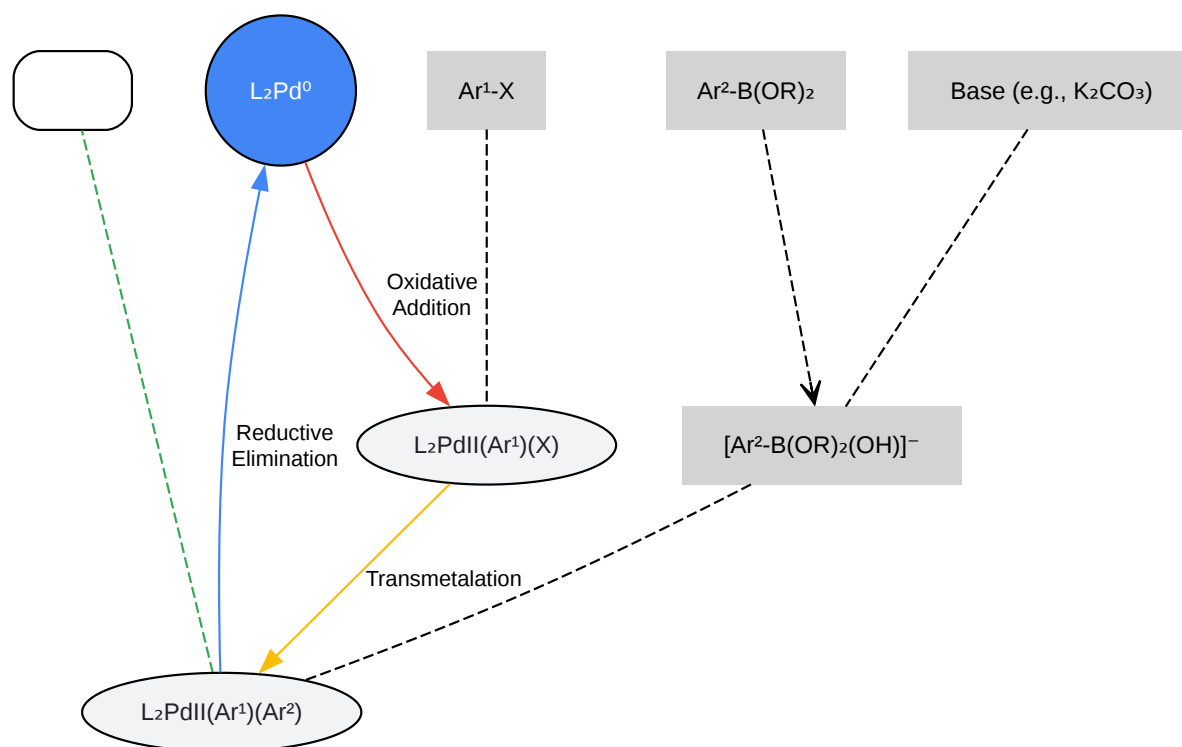 L₂Pd⁰
Ar¹-X
Ar²-B(OR)₂
Base (e.g., K₂CO₃)
Oxidative
Addition
Reductive
Elimination
L₂PdII(Ar¹)(X)
[Ar²-B(OR)₂(OH)]⁻
Transmetalation
L₂PdII(Ar¹)(Ar²)